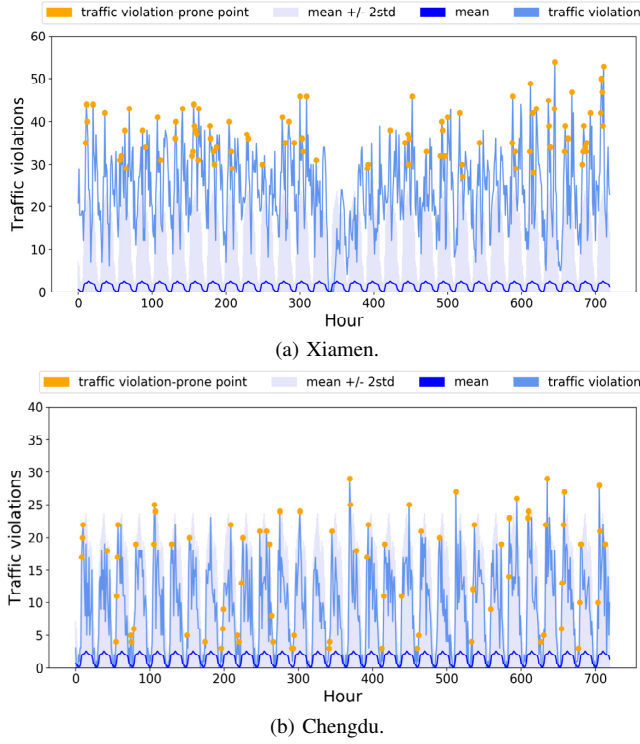 traffic violation prone point mean +/- 2std mean traffic violation
60
50
40
30
20
10
0
Traffic violations
0 100 200 300 400 500 600 700
Hour
(a) Xiamen.
traffic violation-prone point mean +/- 2std mean traffic violation
40
35
30
25
20
15
10
5
0
Traffic violations
0 100 200 300 400 500 600 700
Hour
(b) Chengdu.